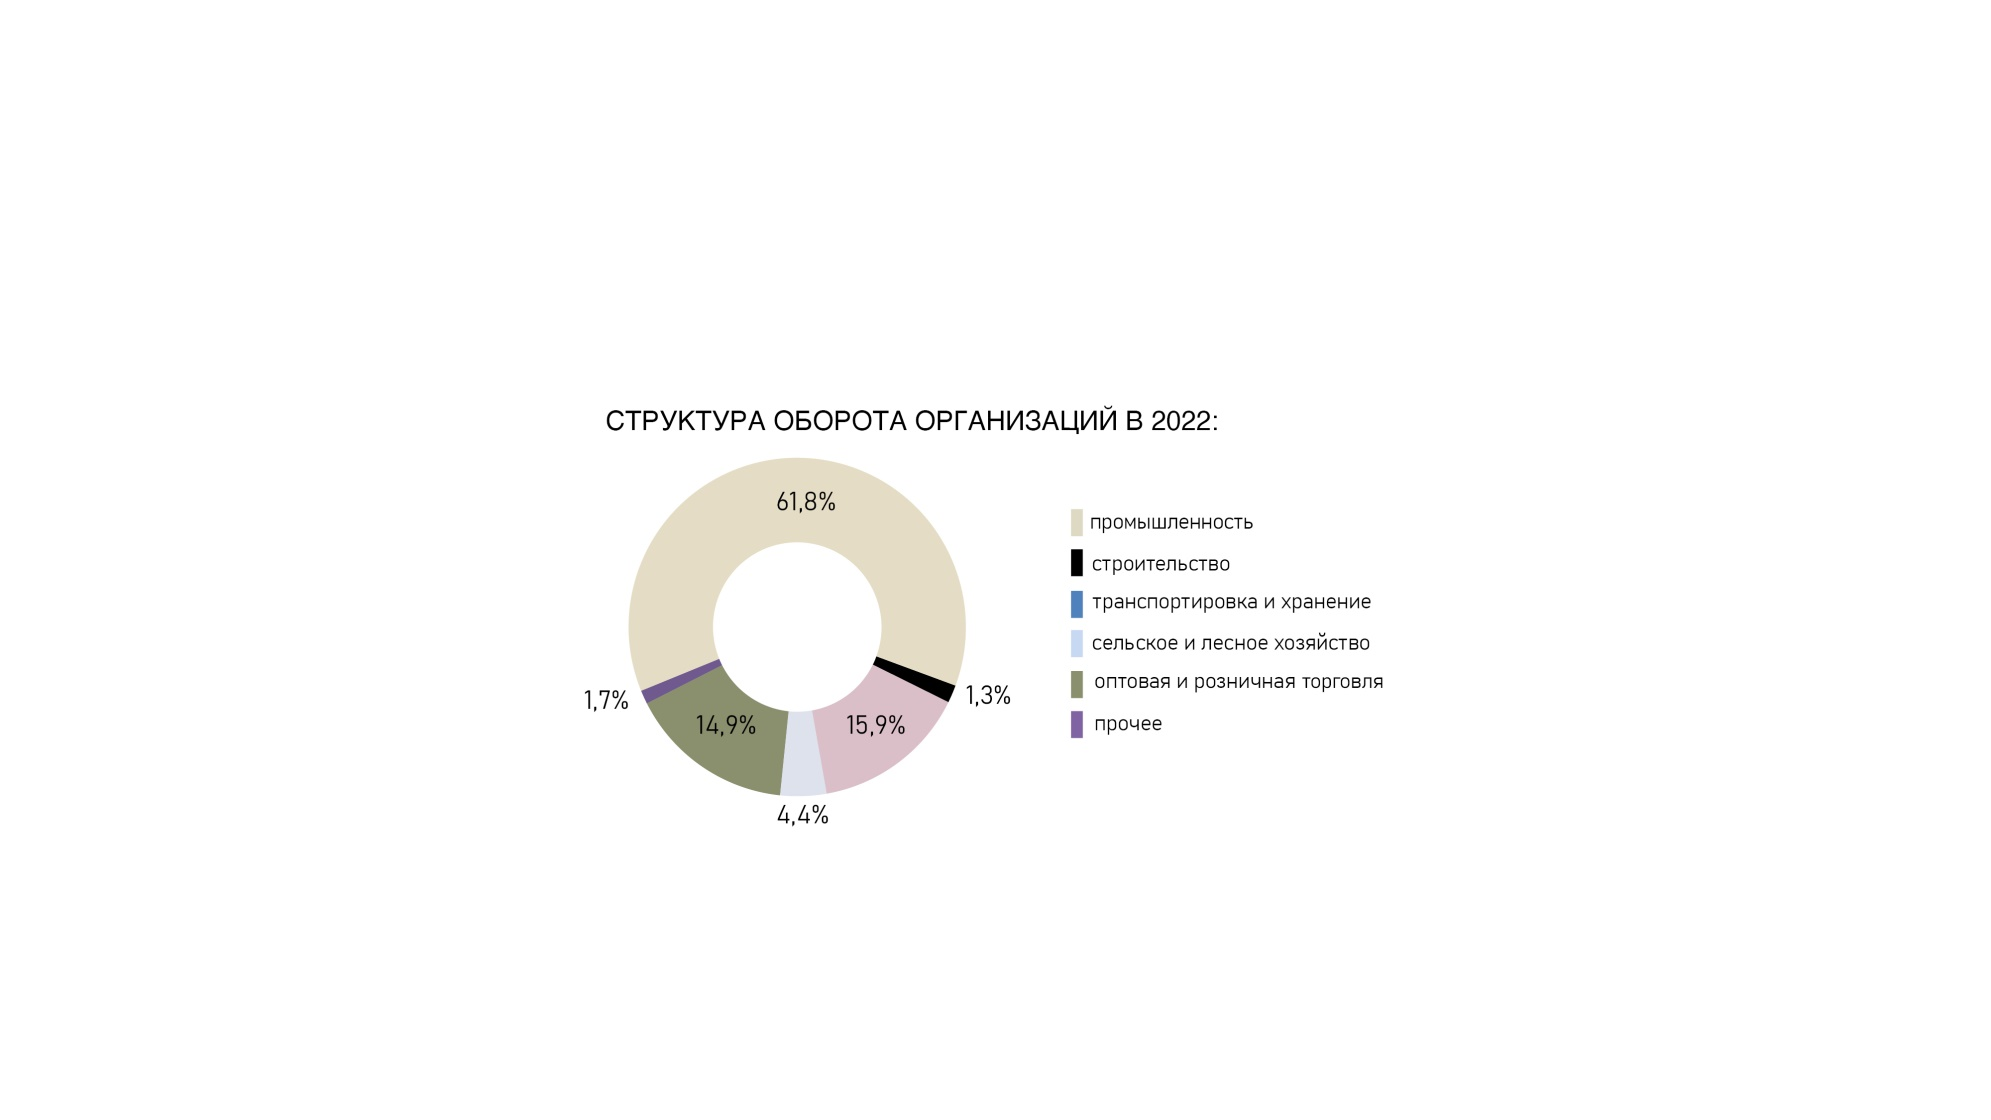 СТРУКТУРА ОБОРОТА ОРГАНИЗАЦИЙ В 2022:
61,8%
1,3%
15,9%
4,4%
14,9%
1,7%
промышленность
строительство
транспортировка и хранение
сельское и лесное хозяйство
оптовая и розничная торговля
прочее